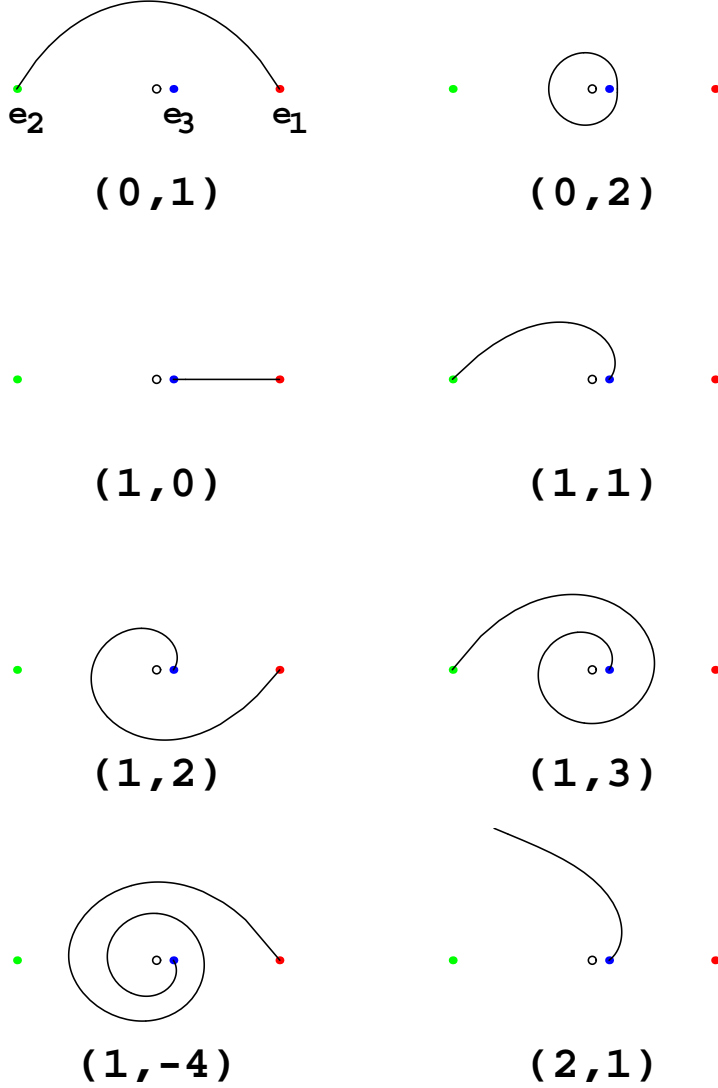 e2 e3 e1
(0,1) (0,2)
(1,0) (1,1)
(1,2) (1,3)
(1,-4) (2,1)